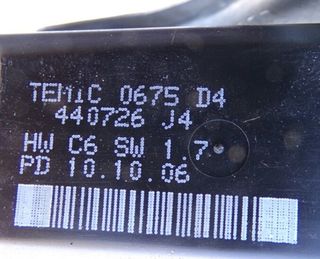 TEMIC 0675 D4
440726 J4
HW C6 SW 1.7
PD 10.10.06